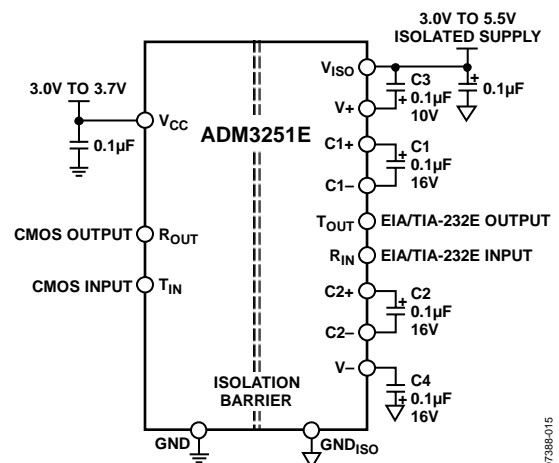 3.0V TO 5.5V
ISOLATED SUPPLY
3.0V TO 3.7V
VCC
0.1µF
ADM3251E
VISO
C3
0.1µF
10V
+
0.1µF
V+
+
C1+
C1–
+ C1
0.1µF
16V
CMOS OUTPUT
ROUT
TOUT
EIA/TIA-232E OUTPUT
RIN
EIA/TIA-232E INPUT
CMOS INPUT
TIN
C2+
C2–
+ C2
0.1µF
16V
V–
C4
+ 0.1µF
16V
ISOLATION
BARRIER
GND
GNDISO
7388-015